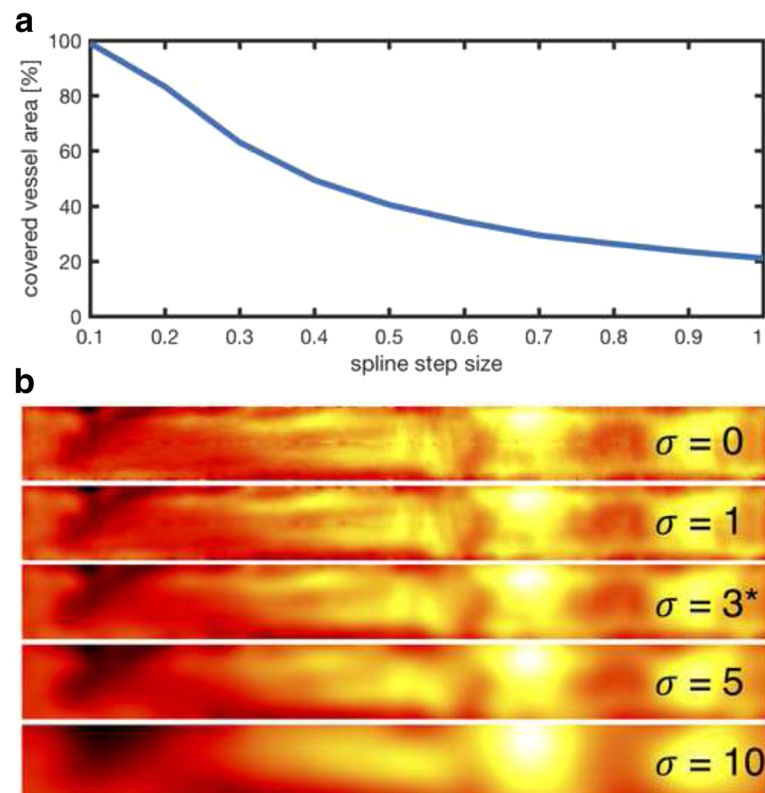 a
100
80
60
40
20
0
covered vessel area [%]
0.1 0.2 0.3 0.4 0.5 0.6 0.7 0.8 0.9 1
spline step size
b
σ = 0
σ = 1
σ = 3*
σ = 5
σ = 10